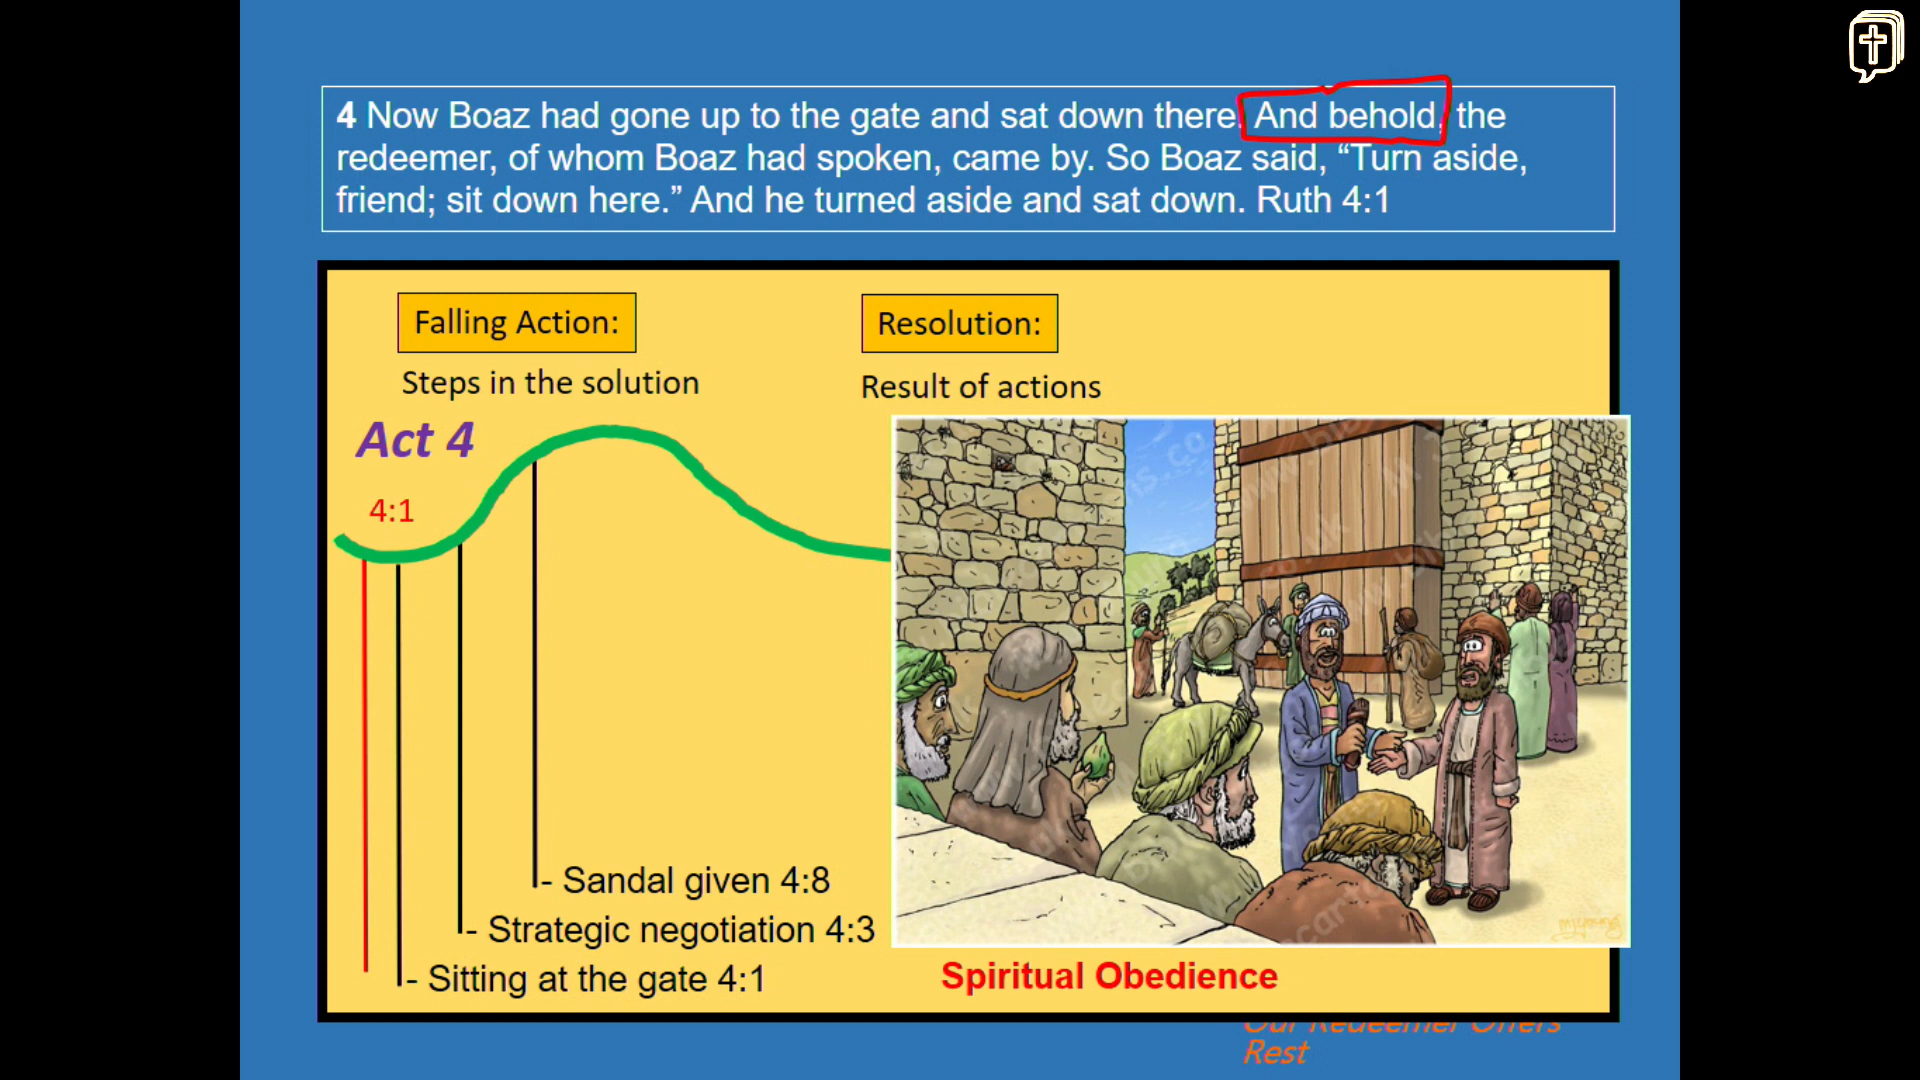 4 Now Boaz had gone up to the gate and sat down there. And behold, the
redeemer, of whom Boaz had spoken, came by. So Boaz said, “Turn aside,
friend; sit down here.” And he turned aside and sat down. Ruth 4:1
Falling Action:
Steps in the solution
Resolution:
Result of actions
Act 4
4:1
- Sandal given 4:8
- Strategic negotiation 4:3
- Sitting at the gate 4:1
Spiritual Obedience
Our Redeemer Offers
Rest